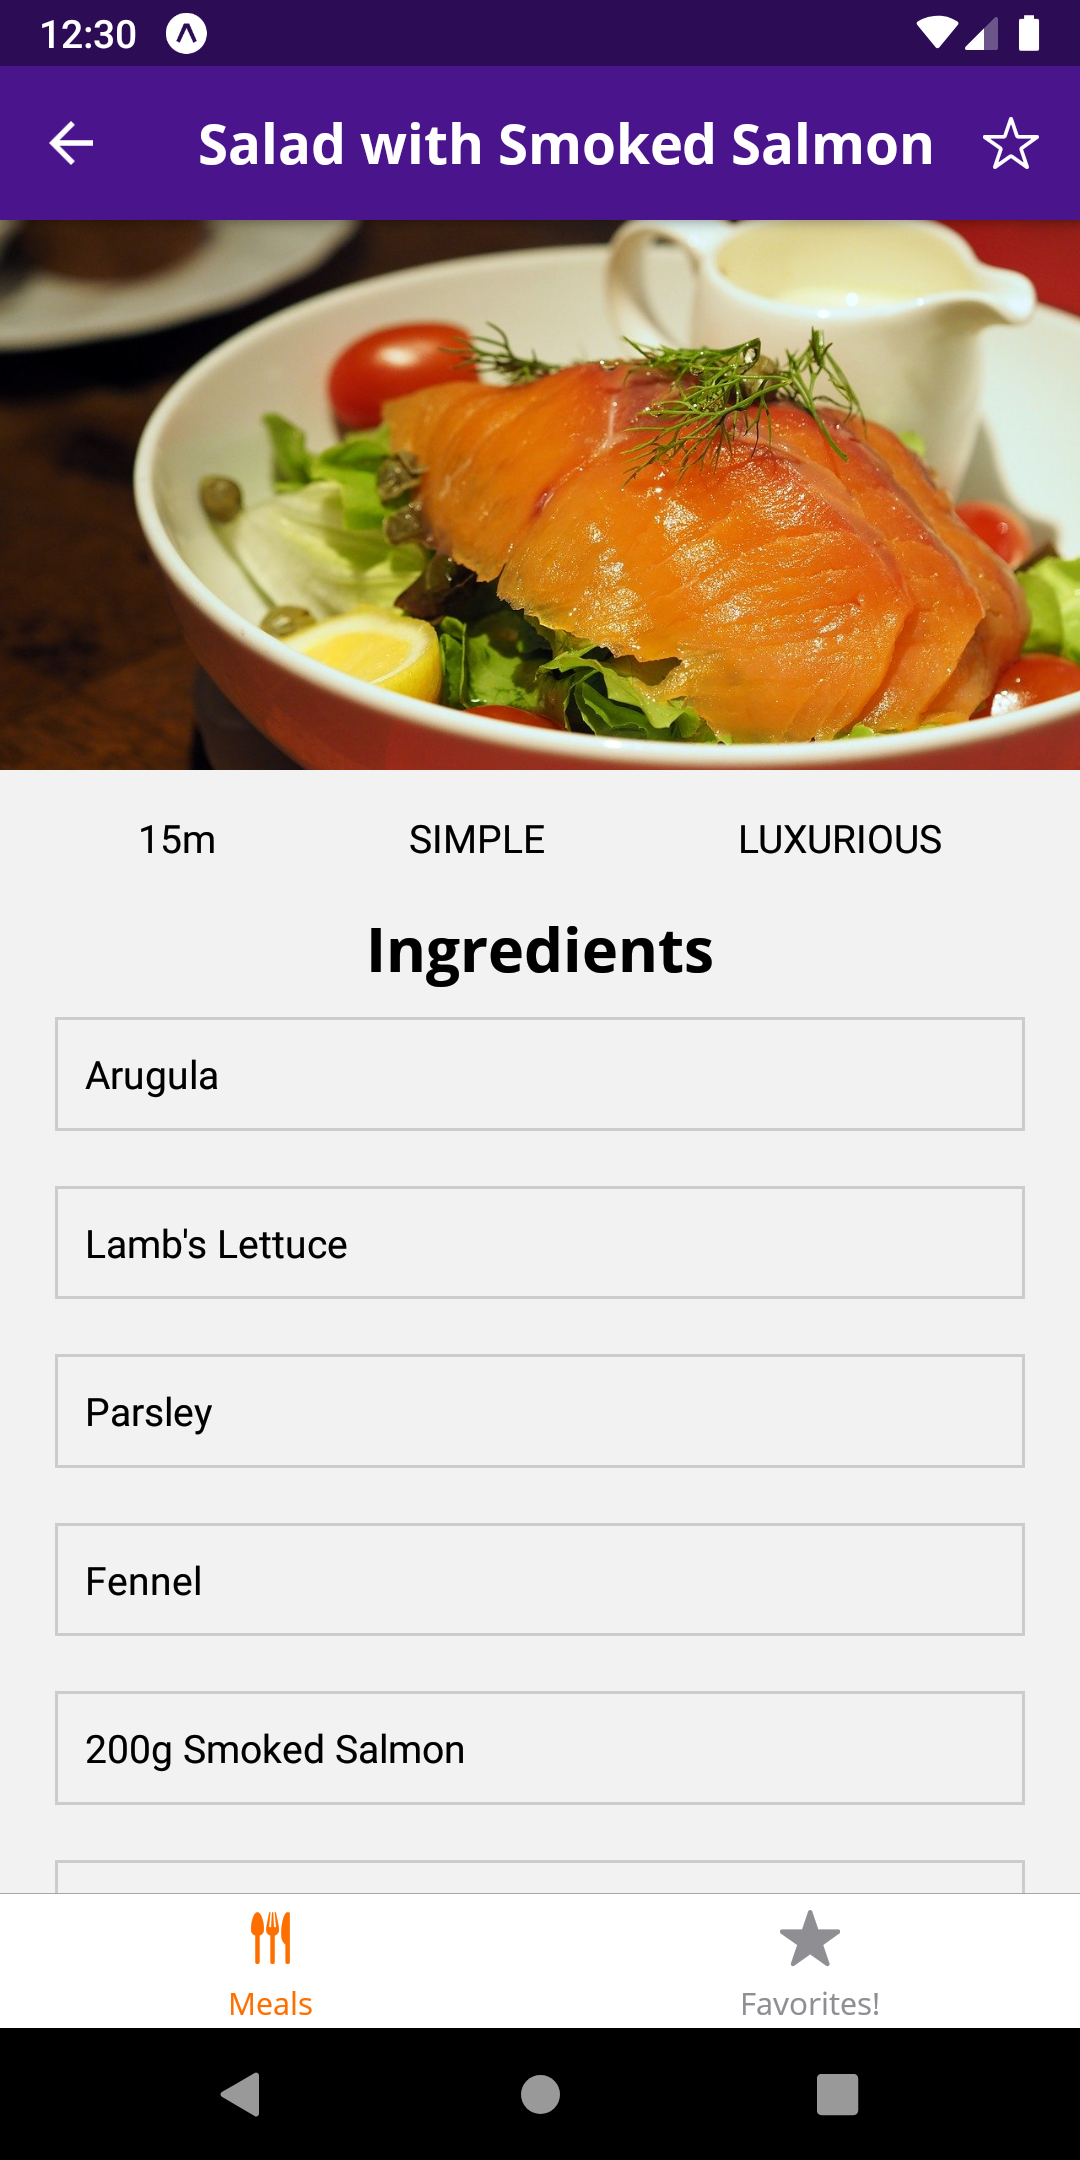 12:30
Salad with Smoked Salmon
15m SIMPLE LUXURIOUS
Ingredients
Arugula
Lamb's Lettuce
Parsley
Fennel
200g Smoked Salmon
Meals Favorites!